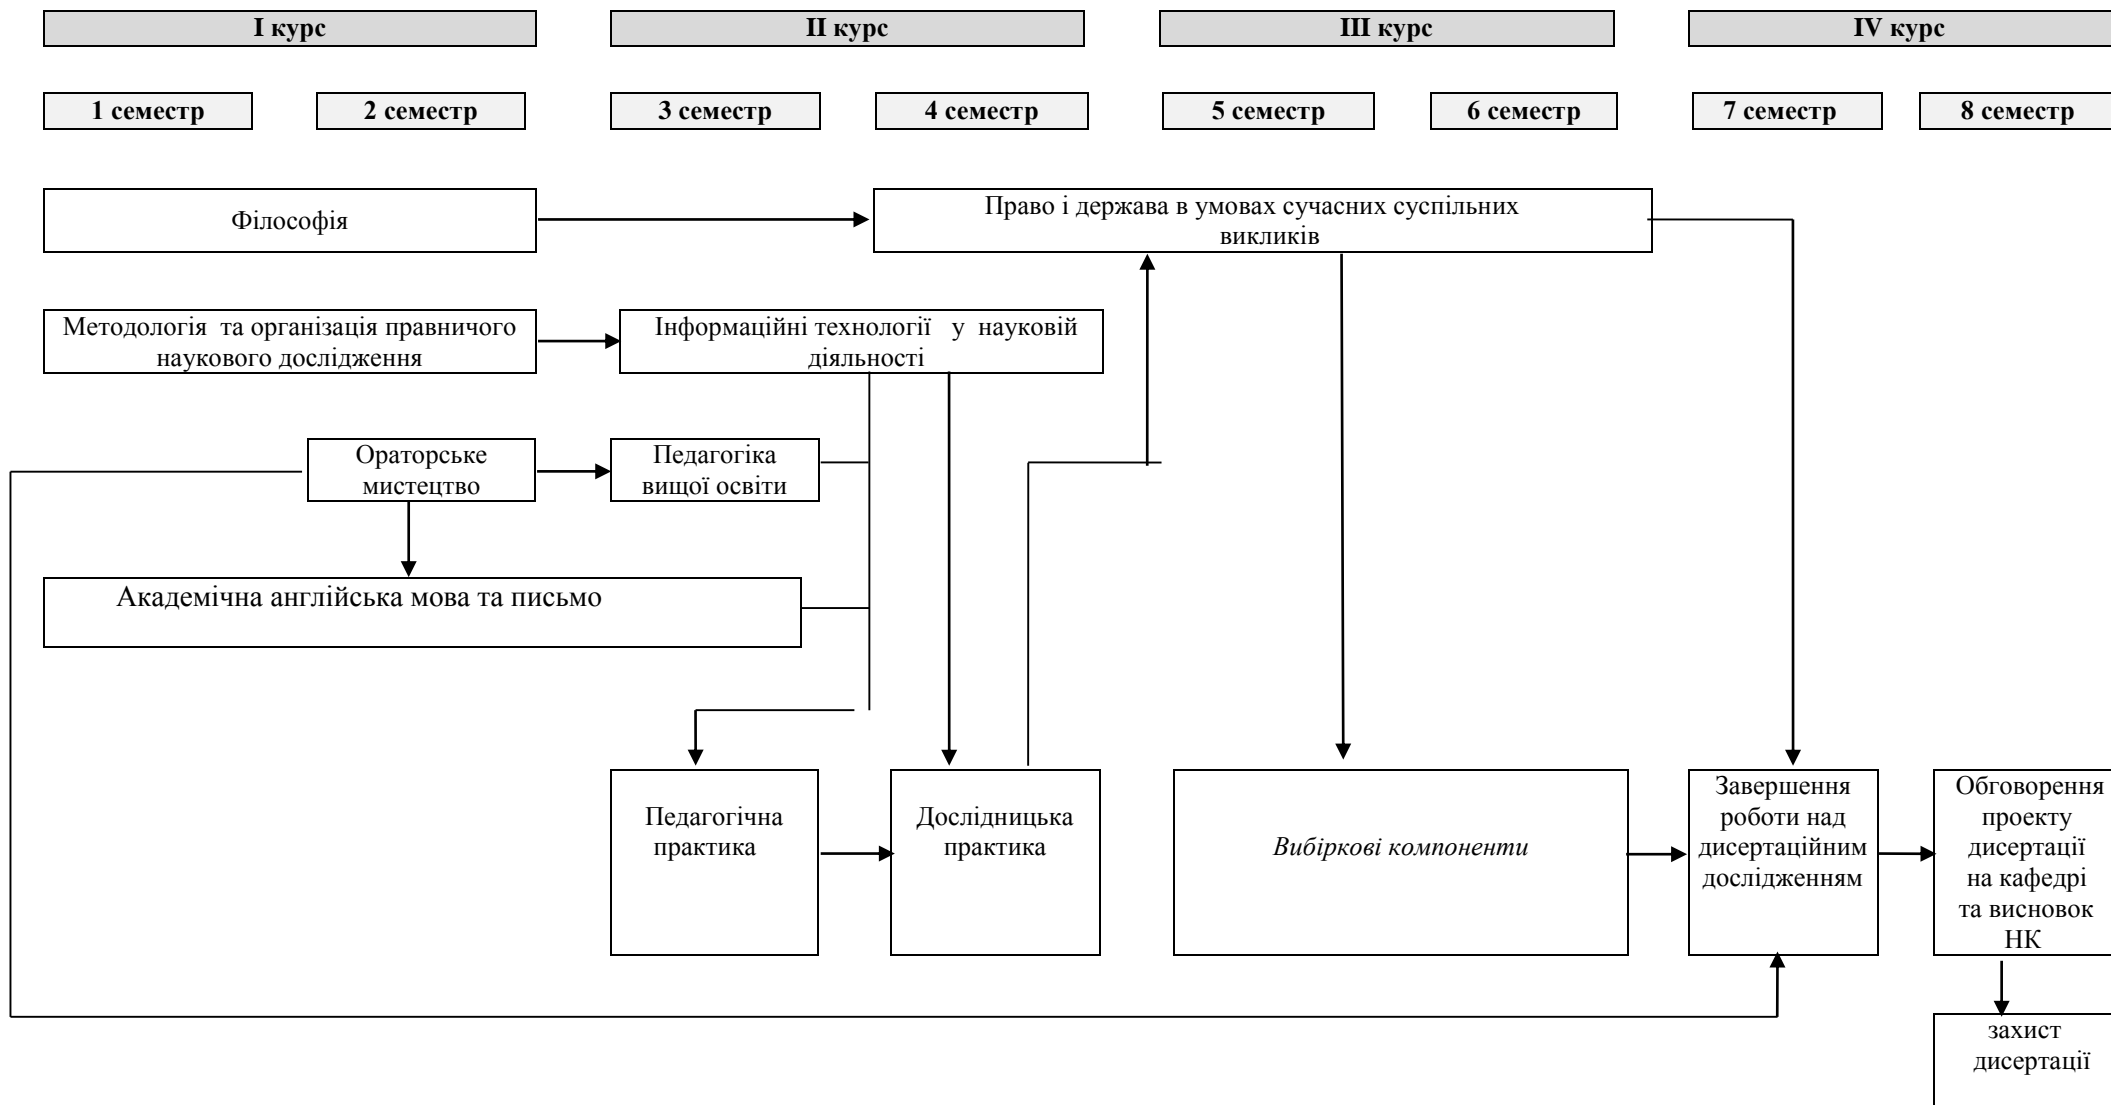 I курс
II курс
III курс
IV курс
1 семестр
2 семестр
3 семестр
4 семестр
5 семестр
6 семестр
7 семестр
8 семестр
Філософія
Право і держава в умовах сучасних суспільних
викликів
Методологія та організація правничого
наукового дослідження
Інформаційні технології у науковій
діяльності
Ораторське
мистецтво
Педагогіка
вищої освіти
Академічна англійська мова та письмо
Педагогічна
практика
Дослідницька
практика
Вибіркові компоненти
Завершення
роботи над
дисертаційним
дослідженням
Обговорення
проекту
дисертації
на кафедрі
та висновок
НК
захист
дисертації